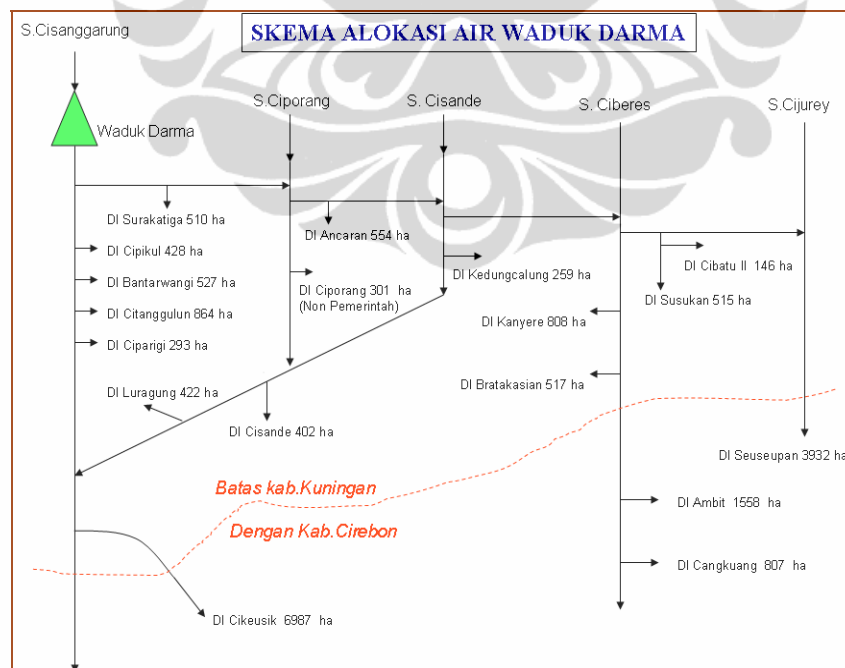 SKEMA ALOKASI AIR WADUK DARMA
S.Cisanggarung
S.Ciporang
S. Cisande
S. Ciberes
S.Cijurey
Waduk Darma
DI Surakatiga 510 ha
DI Ancaran 554 ha
DI Cipikul 428 ha
DI Bantarwangi 527 ha
DI Citanggulun 864 ha
DI Ciparigi 293 ha
DI Ciporang 301 ha
(Non Pemerintah)
DI Kedungcalung 259 ha
DI Cibatu II 146 ha
DI Susukan 515 ha
DI Kanyere 808 ha
DI Bratakasian 517 ha
DI Luragung 422 ha
DI Cisande 402 ha
DI Seuseupan 3932 ha
Batas kab.Kuningan
Dengan Kab.Cirebon
DI Ambit 1558 ha
DI Cangkuang 807 ha
DI Cikeusik 6987 ha